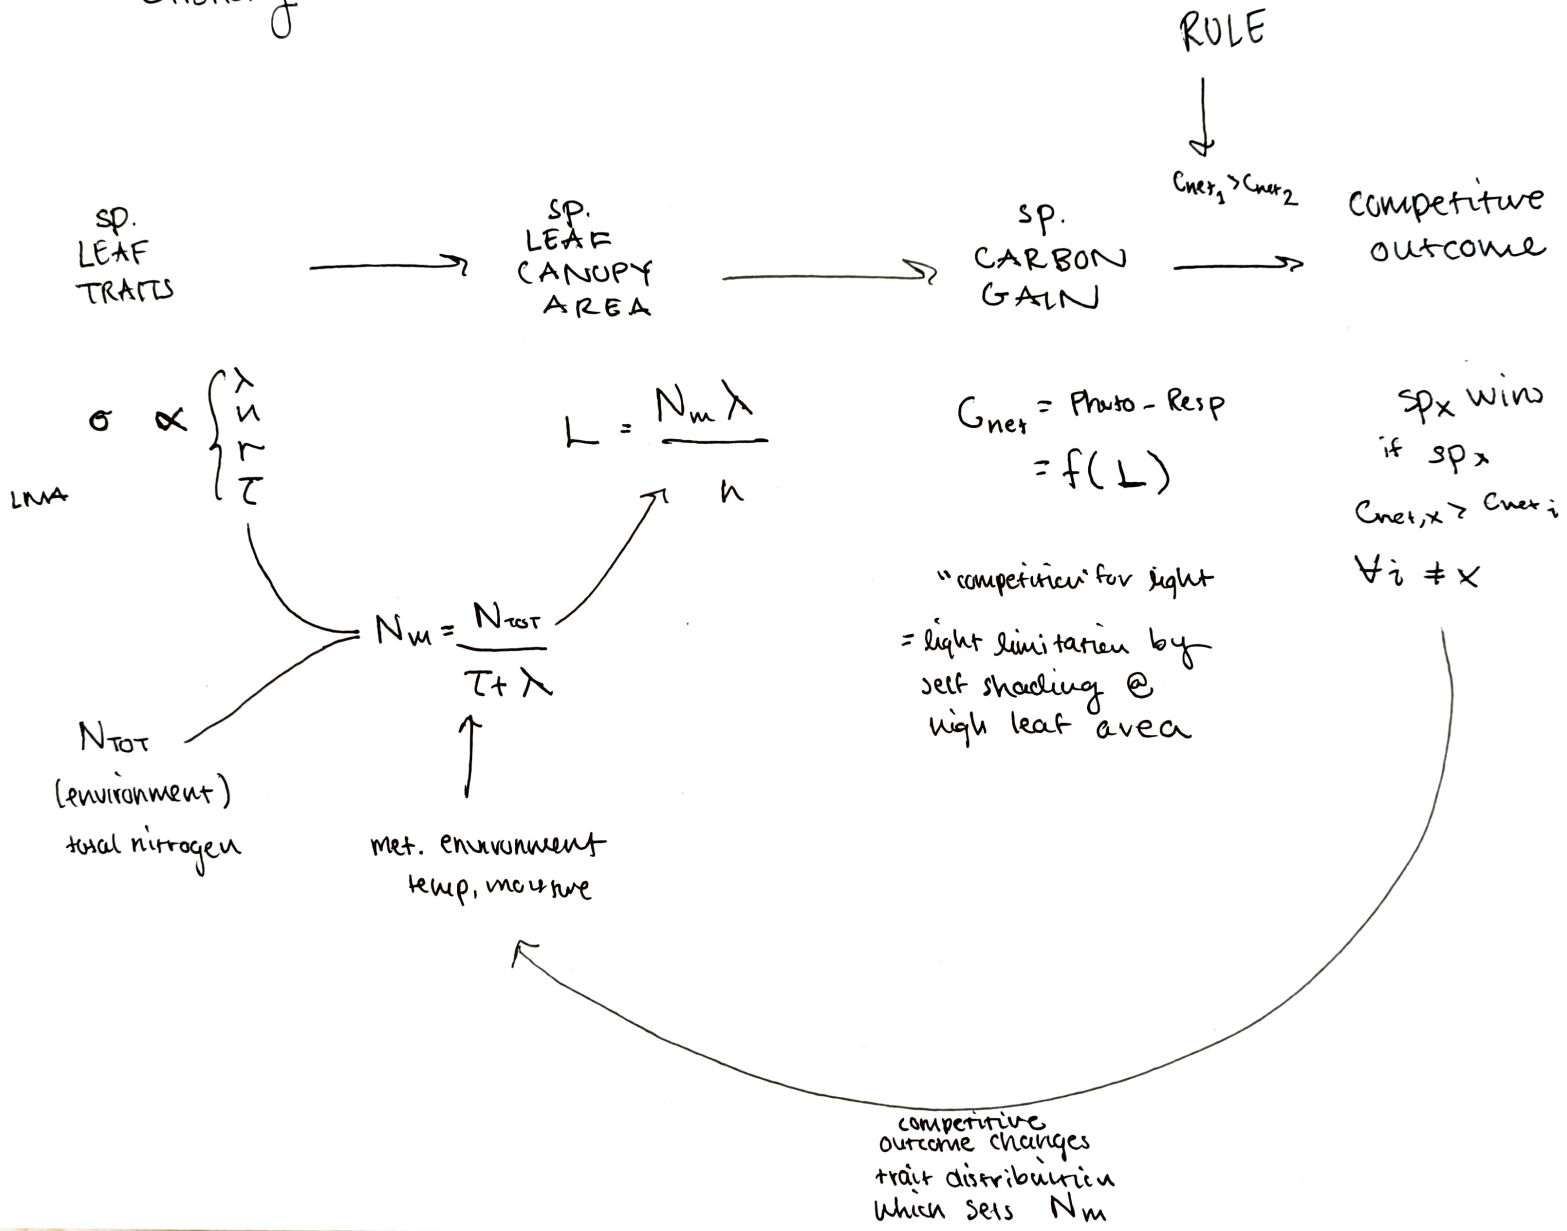 RULE
Cnet1 > Cnet2
sp.
LEAF
TRAITS
sp.
LEAF
CANOPY
AREA
sp.
CARBON
GAIN
competitive
outcome
σ ∝ { λ
n
r
τ
LMA
L = Nm λ
n
Cnet = Photo - Resp
= f(L)
spx wins
if spx
Cnet,x > Cnet i
∀i ≠ x
Nm = NTOT
τ + λ
"competition" for light
= light limitation by
self shading @
high leaf area
NTOT
(environment)
total nitrogen
met. environment
temp, moisture
competitive
outcome changes
trait distribution
which sets Nm